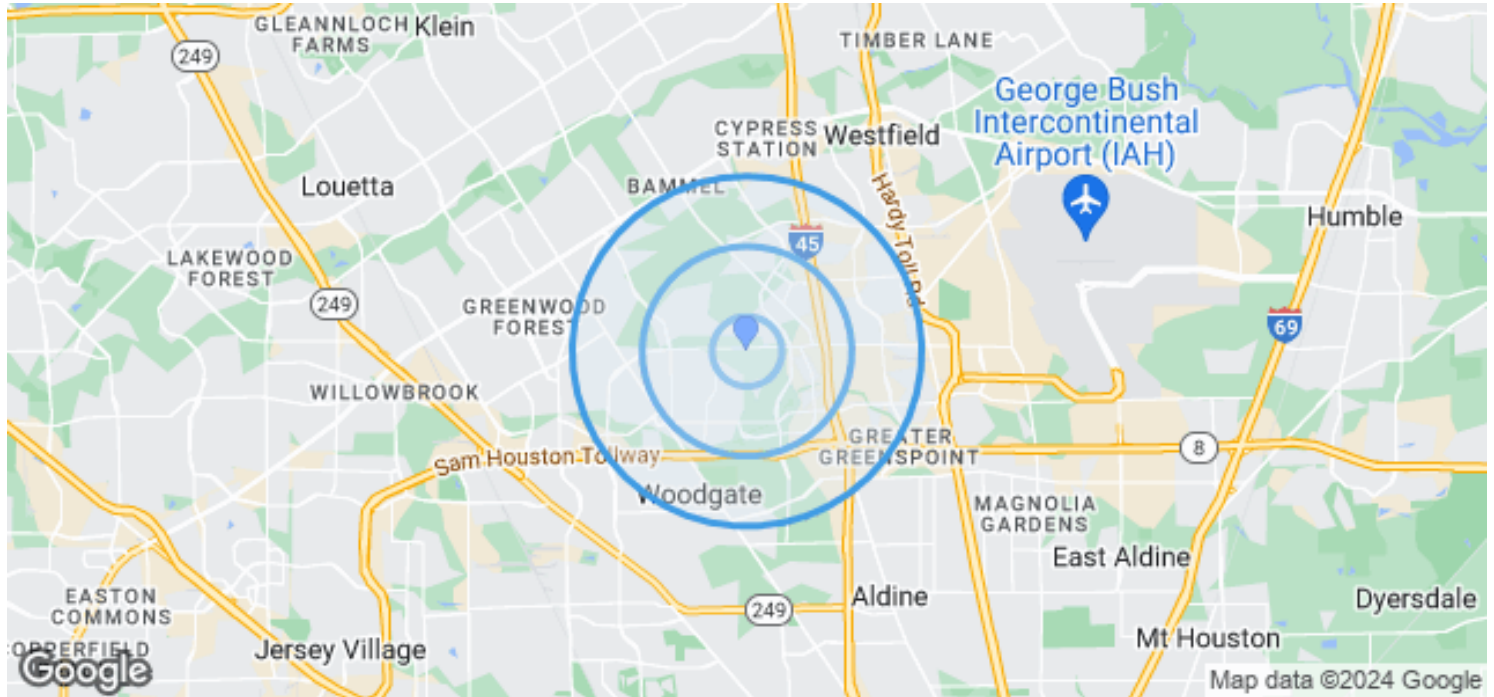 GLEANNLOCH
FARMS
Klein
249
TIMBER LANE
George Bush
Intercontinental
Airport (IAH)
CYPRESS
STATION
Westfield
Louetta
BAMMEL
Hardy Toll Rd
Humble
45
LAKEWOOD
FOREST
249
GREENWOOD
FOREST
69
WILLOWBROOK
GREATER
GREENSPOINT
8
Sam Houston Tollway
Woodgate
MAGNOLIA
GARDENS
East Aldine
EASTON
COMMONS
249
Aldine
Dyersdale
OPPERFIELD
Jersey Village
Mt Houston
Google
Map data ©2024 Google